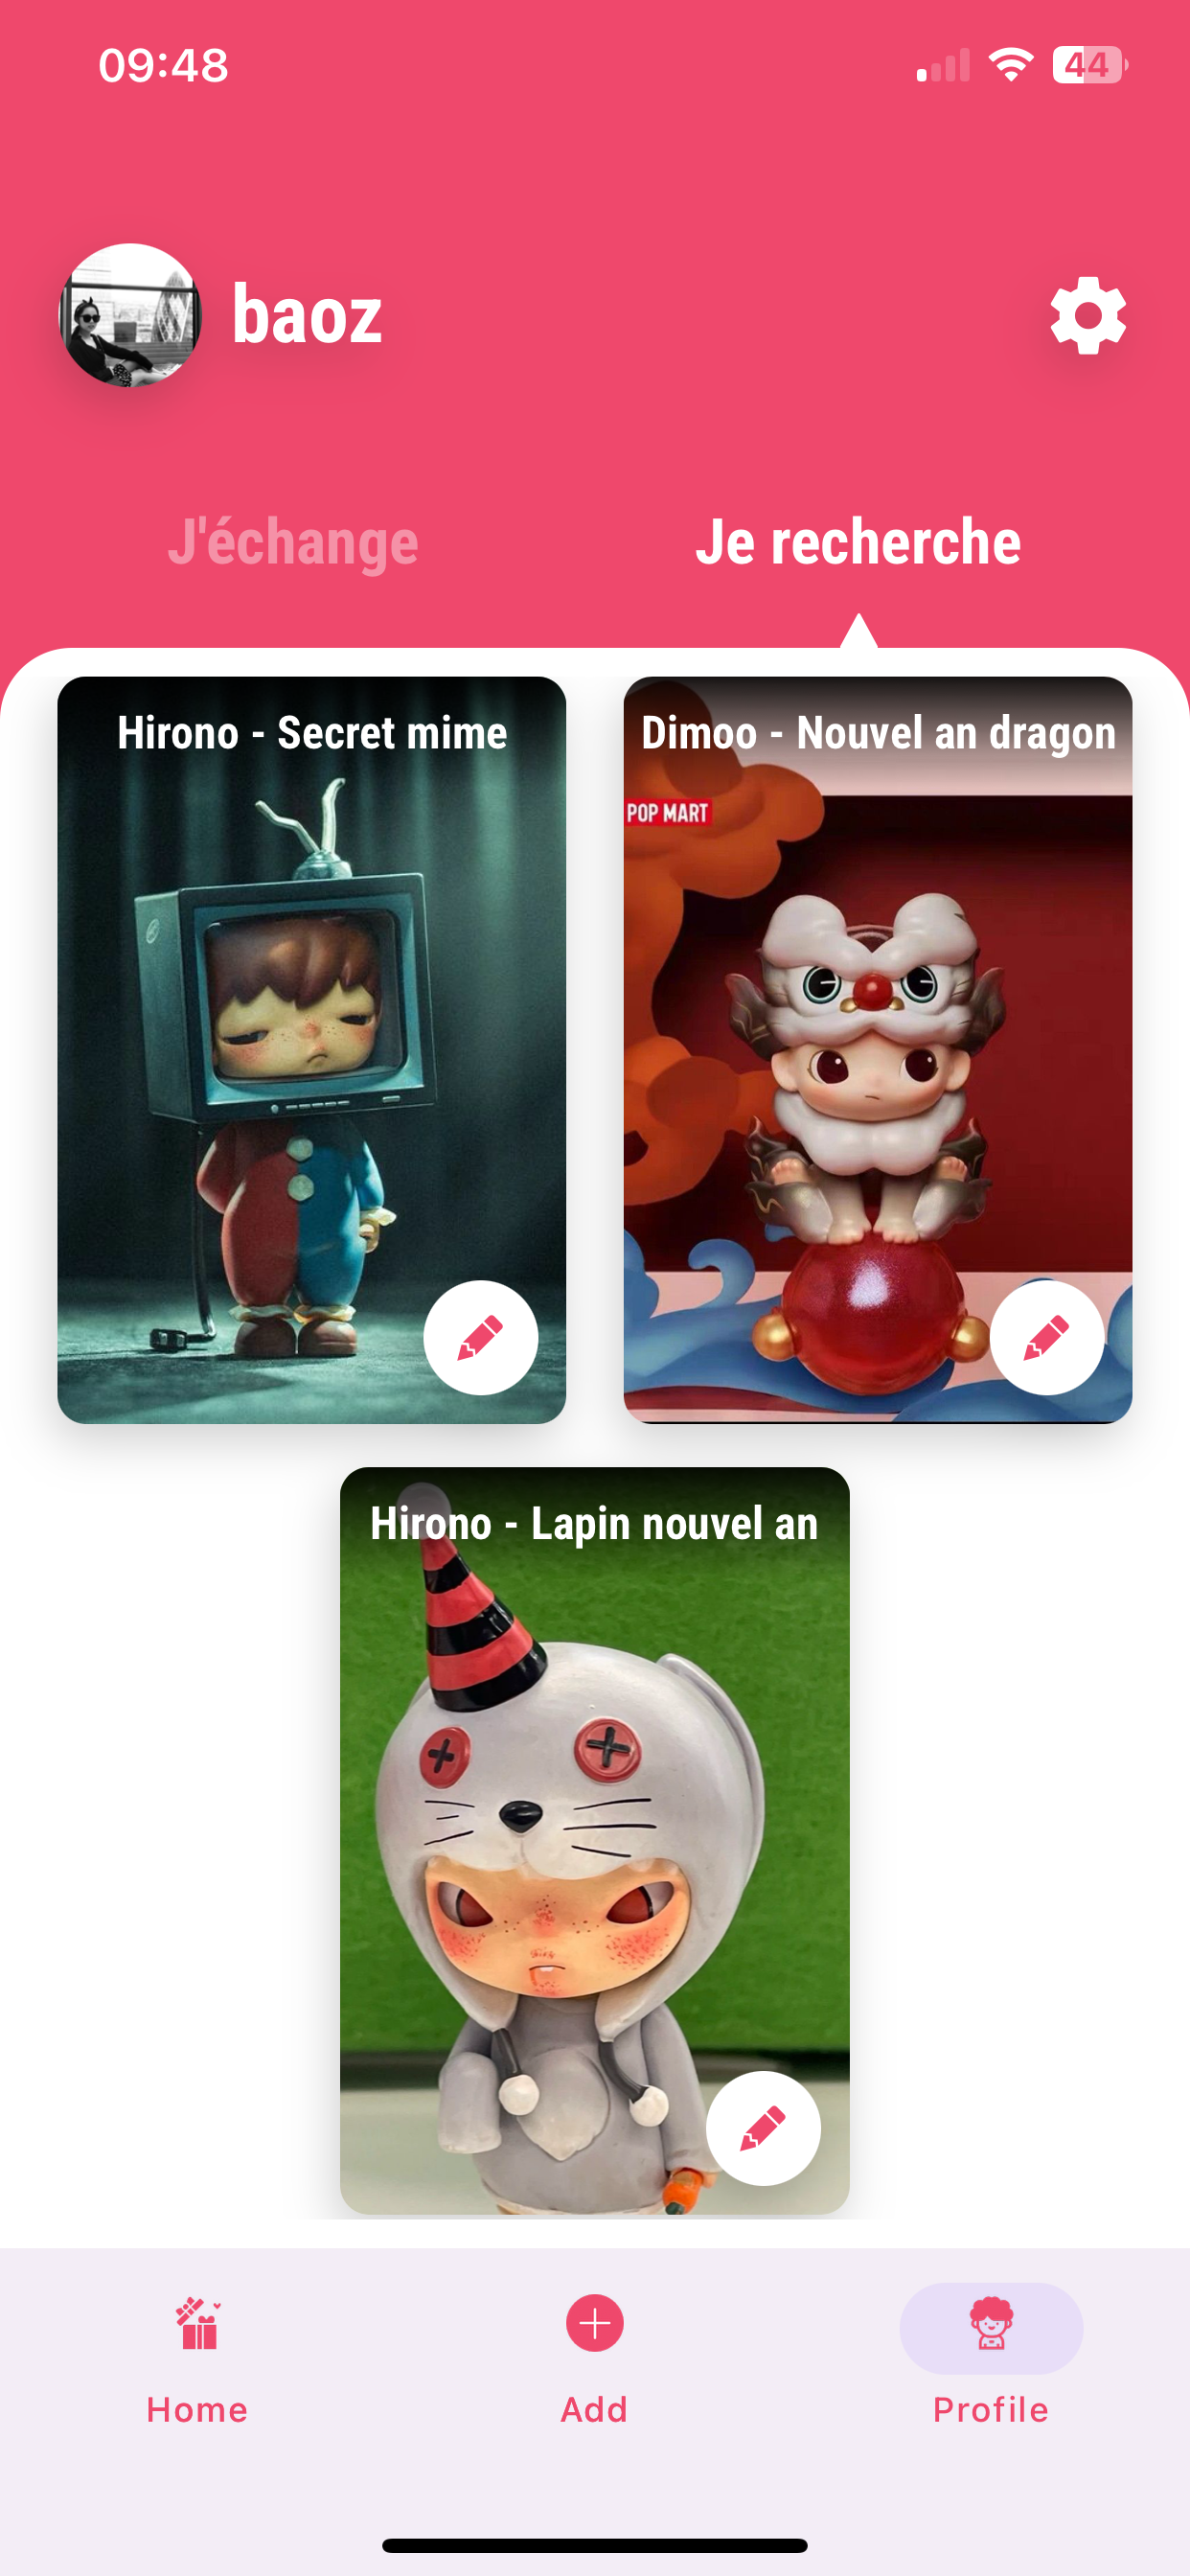 09:48
44
baoz
J'échange
Je recherche
Hirono - Secret mime
Dimoo - Nouvel an dragon
POP MART
Hirono - Lapin nouvel an
Home
Add
Profile